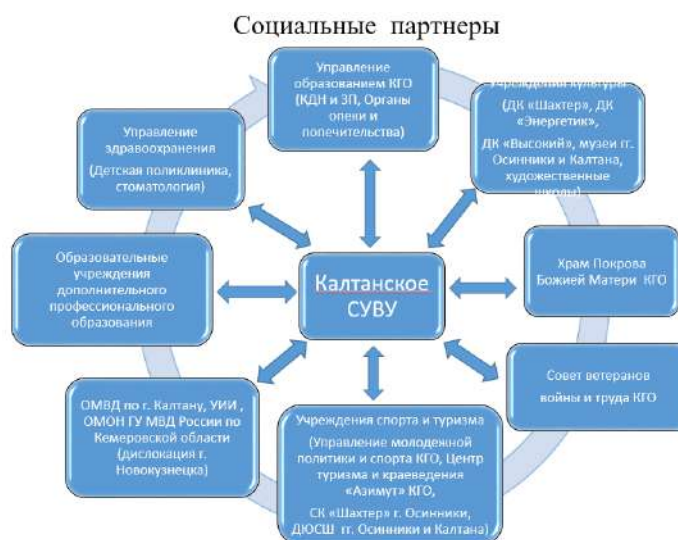 Социальные партнеры
Управление
образованием КГО
(КДН и ЗП, Органы
опеки и
попечительства)
Учреждения культуры
(ДК «Шахтер», ДК
«Энергетик»,
ДК «Высокий», музеи гг.
Осинники и Калтана,
художественные
школы)
Храм Покрова
Божией Матери КГО
Совет ветеранов
войны и труда КГО
Учреждения спорта и туризма
(Управление молодежной
политики и спорта КГО, Центр
туризма и краеведения
«Азимут» КГО,
СК «Шахтер» г. Осинники,
ДЮСШ гг. Осинники и Калтана)
ОМВД по г. Калтану, УИИ ,
ОМОН ГУ МВД России по
Кемеровской области
(дислокация г.
Новокузнецка)
Образовательные
учреждения
дополнительного
профессионального
образования
Управление
здравоохранения
(Детская поликлиника,
стоматология)
Калтанское
СУВУ